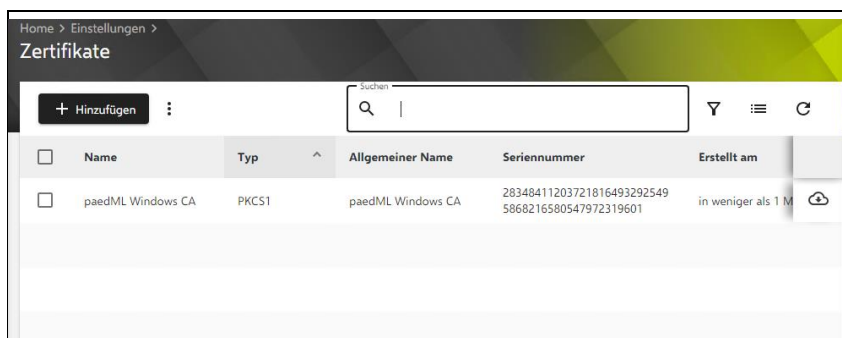 Home > Einstellungen >
Zertifikate
+ Hinzufügen
Suchen
Name Typ Allgemeiner Name Seriennummer Erstellt am
paedML Windows CA PKCS1 paedML Windows CA 28348411203721816493292549 in weniger als 1 M
5868216580547972319601